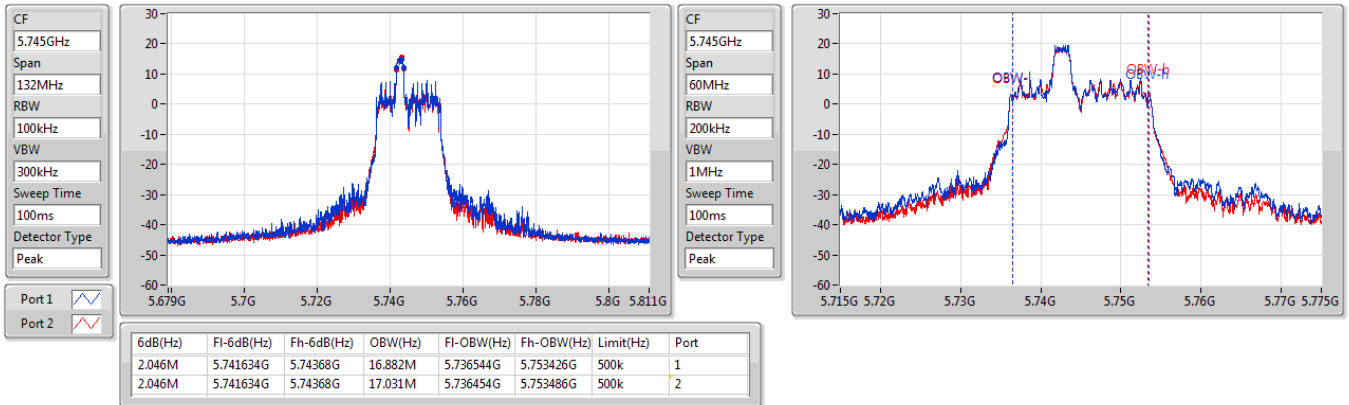 CF
5.745GHz
Span
132MHz
RBW
100kHz
VBW
300kHz
Sweep Time
100ms
Detector Type
Peak
Port 1
Port 2
30
20
10
0
-10
-20
-30
-40
-50
-60
5.679G 5.7G 5.72G 5.74G 5.76G 5.78G 5.8G 5.811G
CF
5.745GHz
Span
60MHz
RBW
200kHz
VBW
1MHz
Sweep Time
100ms
Detector Type
Peak
30
20
10
0
-10
-20
-30
-40
-50
-60
OBW-l
OBW-h
OBW-h
5.715G 5.72G 5.73G 5.74G 5.75G 5.76G 5.77G 5.775G
6dB(Hz) Fl-6dB(Hz) Fh-6dB(Hz) OBW(Hz) Fl-OBW(Hz) Fh-OBW(Hz) Limit(Hz) Port
2.046M 5.741634G 5.74368G 16.882M 5.736544G 5.753426G 500k 1
2.046M 5.741634G 5.74368G 17.031M 5.736454G 5.753486G 500k 2